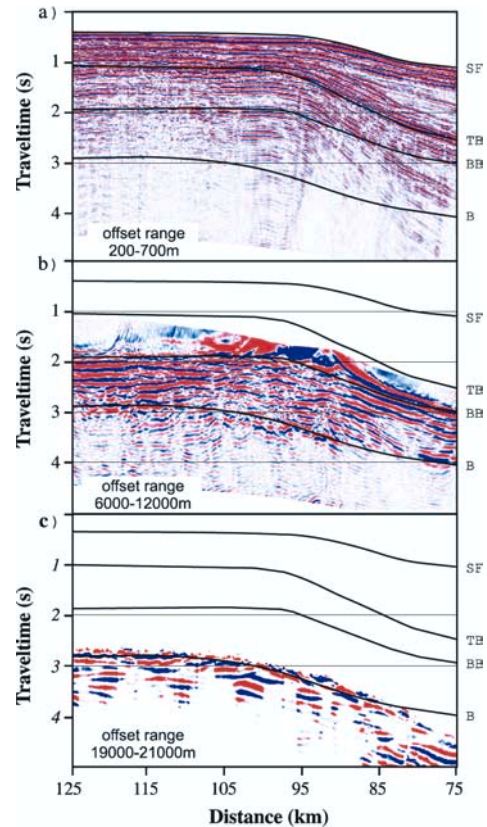 a)
Traveltime (s)
1
2
3
4
SF
TB
BB
B
offset range
200-700m
b)
Traveltime (s)
1
2
3
4
SF
TB
BB
B
offset range
6000-12000m
c)
Traveltime (s)
1
2
3
4
SF
TB
BB
B
offset range
19000-21000m
125 115 105 95 85 75
Distance (km)